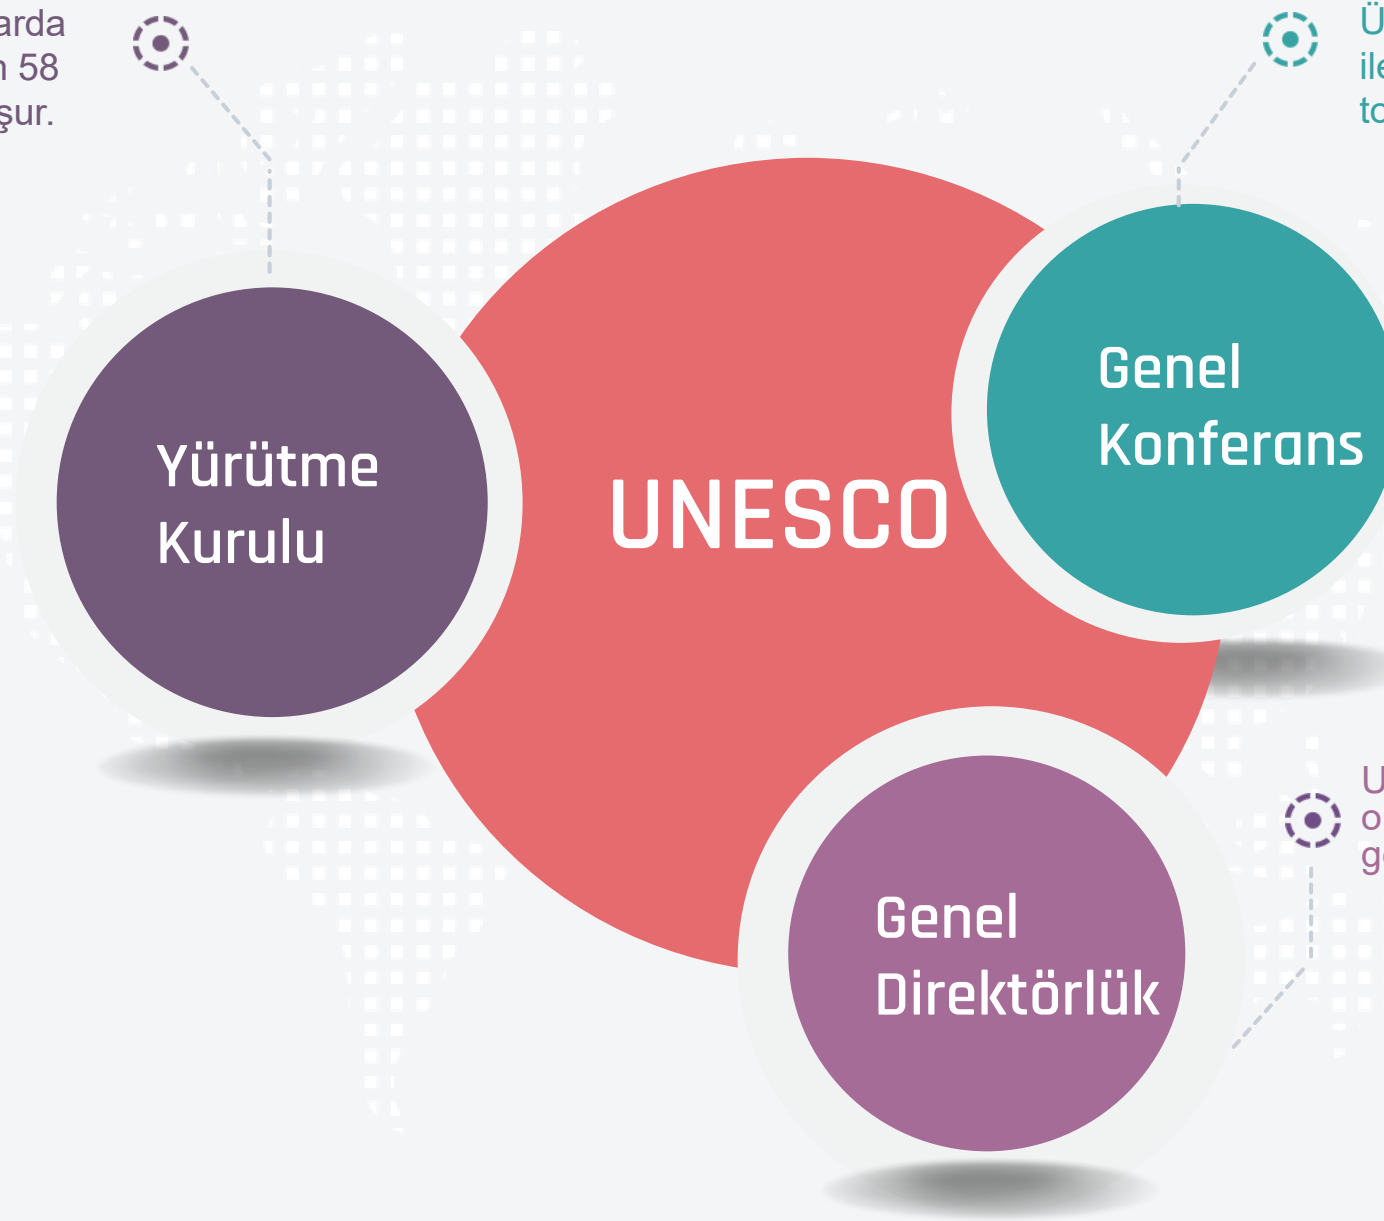 arda
58
şur.
Yürütme
Kurulu
UNESCO
Genel
Konferans
Genel
Direktörlük